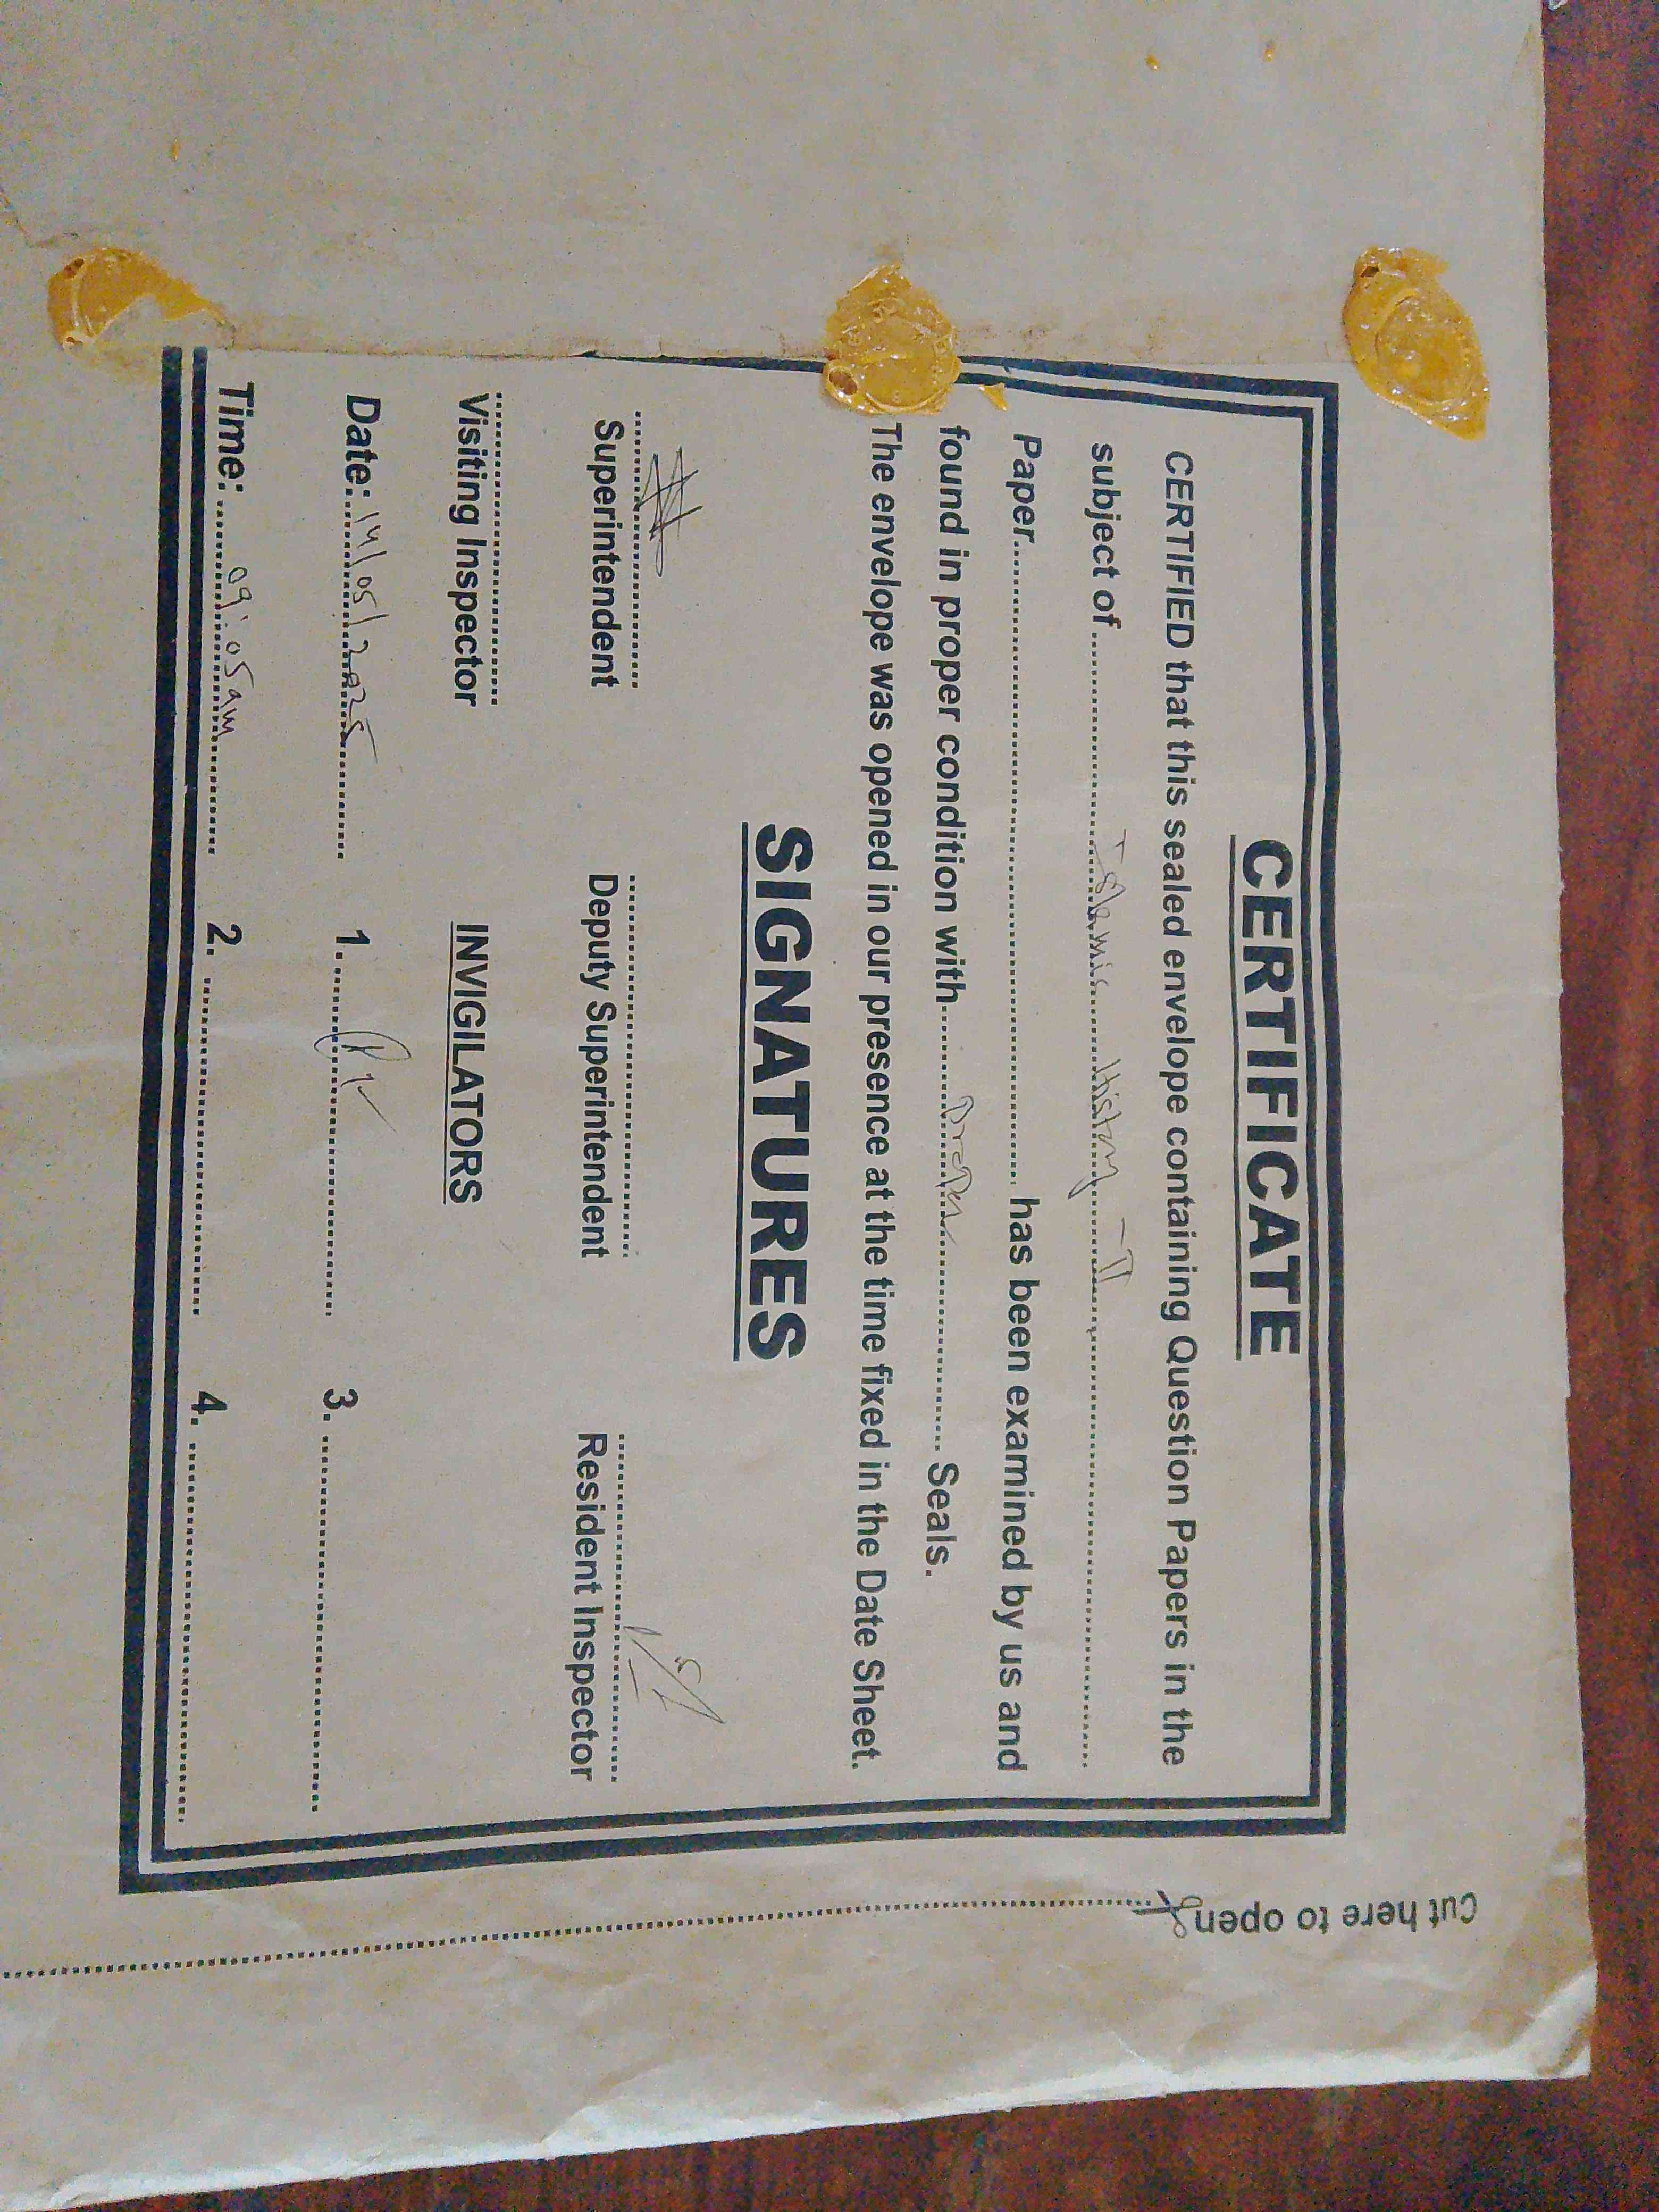 CERTIFICATE
CERTIFIED that this sealed envelope containing Question Papers in the
subject of ........ Islamic History - II ........
Paper........ has been examined by us and
found in proper condition with........ Proper ........ Seals.
The envelope was opened in our presence at the time fixed in the Date Sheet.
SIGNATURES
Superintendent Deputy Superintendent Resident Inspector
Visiting Inspector INVIGILATORS
Date: 14/05/2025 1. 3.
Time: 09:05am 2. 4.
Cut here to open